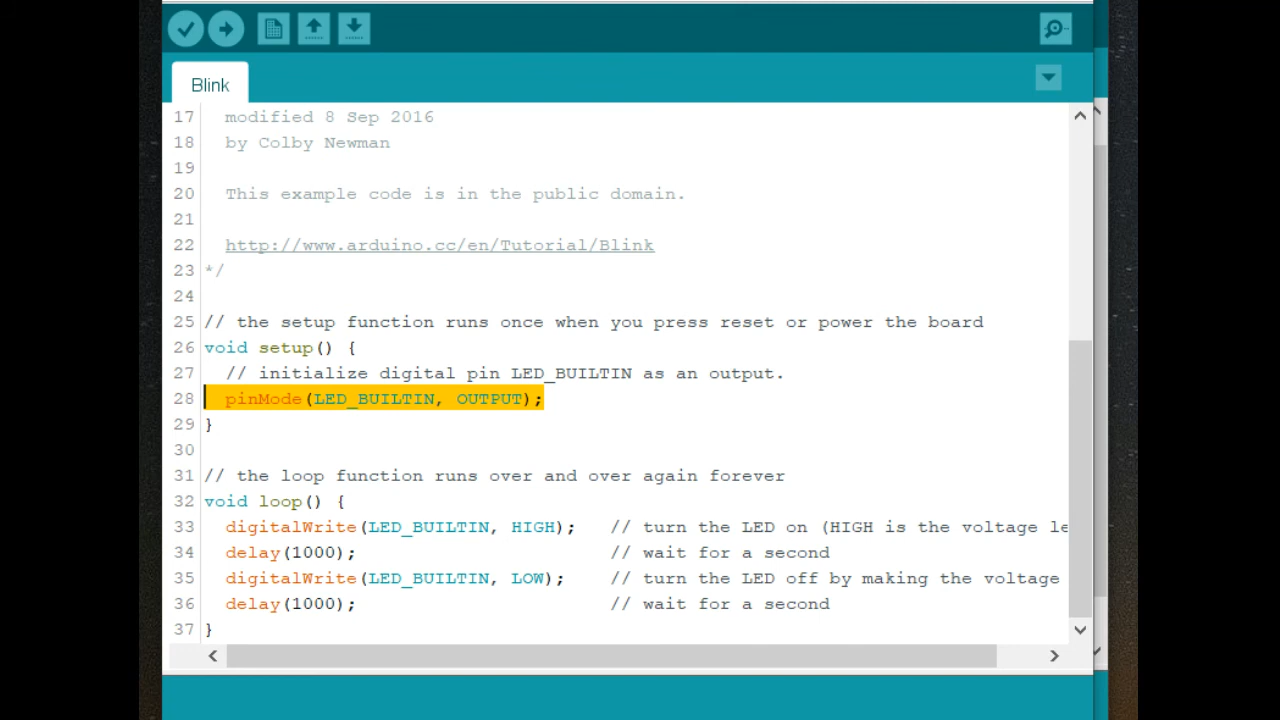 Blink
17 modified 8 Sep 2016
18 by Colby Newman
19
20 This example code is in the public domain.
21
22 http://www.arduino.cc/en/Tutorial/Blink
23 */
24
25 // the setup function runs once when you press reset or power the board
26 void setup() {
27 // initialize digital pin LED_BUILTIN as an output.
28 pinMode(LED_BUILTIN, OUTPUT);
29 }
30
31 // the loop function runs over and over again forever
32 void loop() {
33 digitalWrite(LED_BUILTIN, HIGH); // turn the LED on (HIGH is the voltage le
34 delay(1000); // wait for a second
35 digitalWrite(LED_BUILTIN, LOW); // turn the LED off by making the voltage
36 delay(1000); // wait for a second
37 }